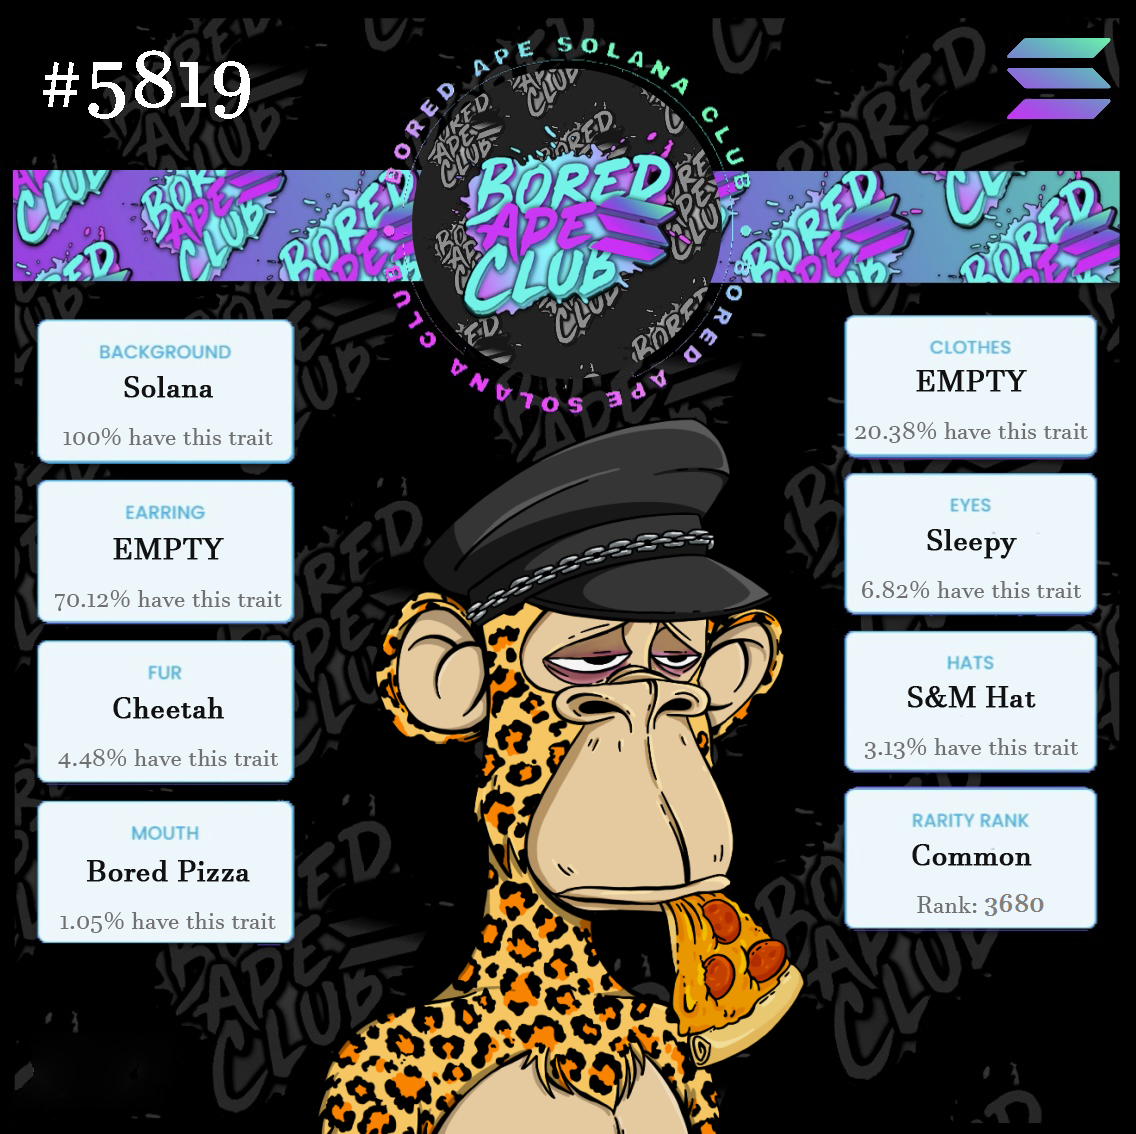 #5819
BORED APE SOLANA CLUB
BORED APE SOLANA CLUB
BORED
APE
CLUB
BACKGROUND
Solana
100% have this trait
EARRING
EMPTY
70.12% have this trait
FUR
Cheetah
4.48% have this trait
MOUTH
Bored Pizza
1.05% have this trait
CLOTHES
EMPTY
20.38% have this trait
EYES
Sleepy
6.82% have this trait
HATS
S&M Hat
3.13% have this trait
RARITY RANK
Common
Rank: 3680